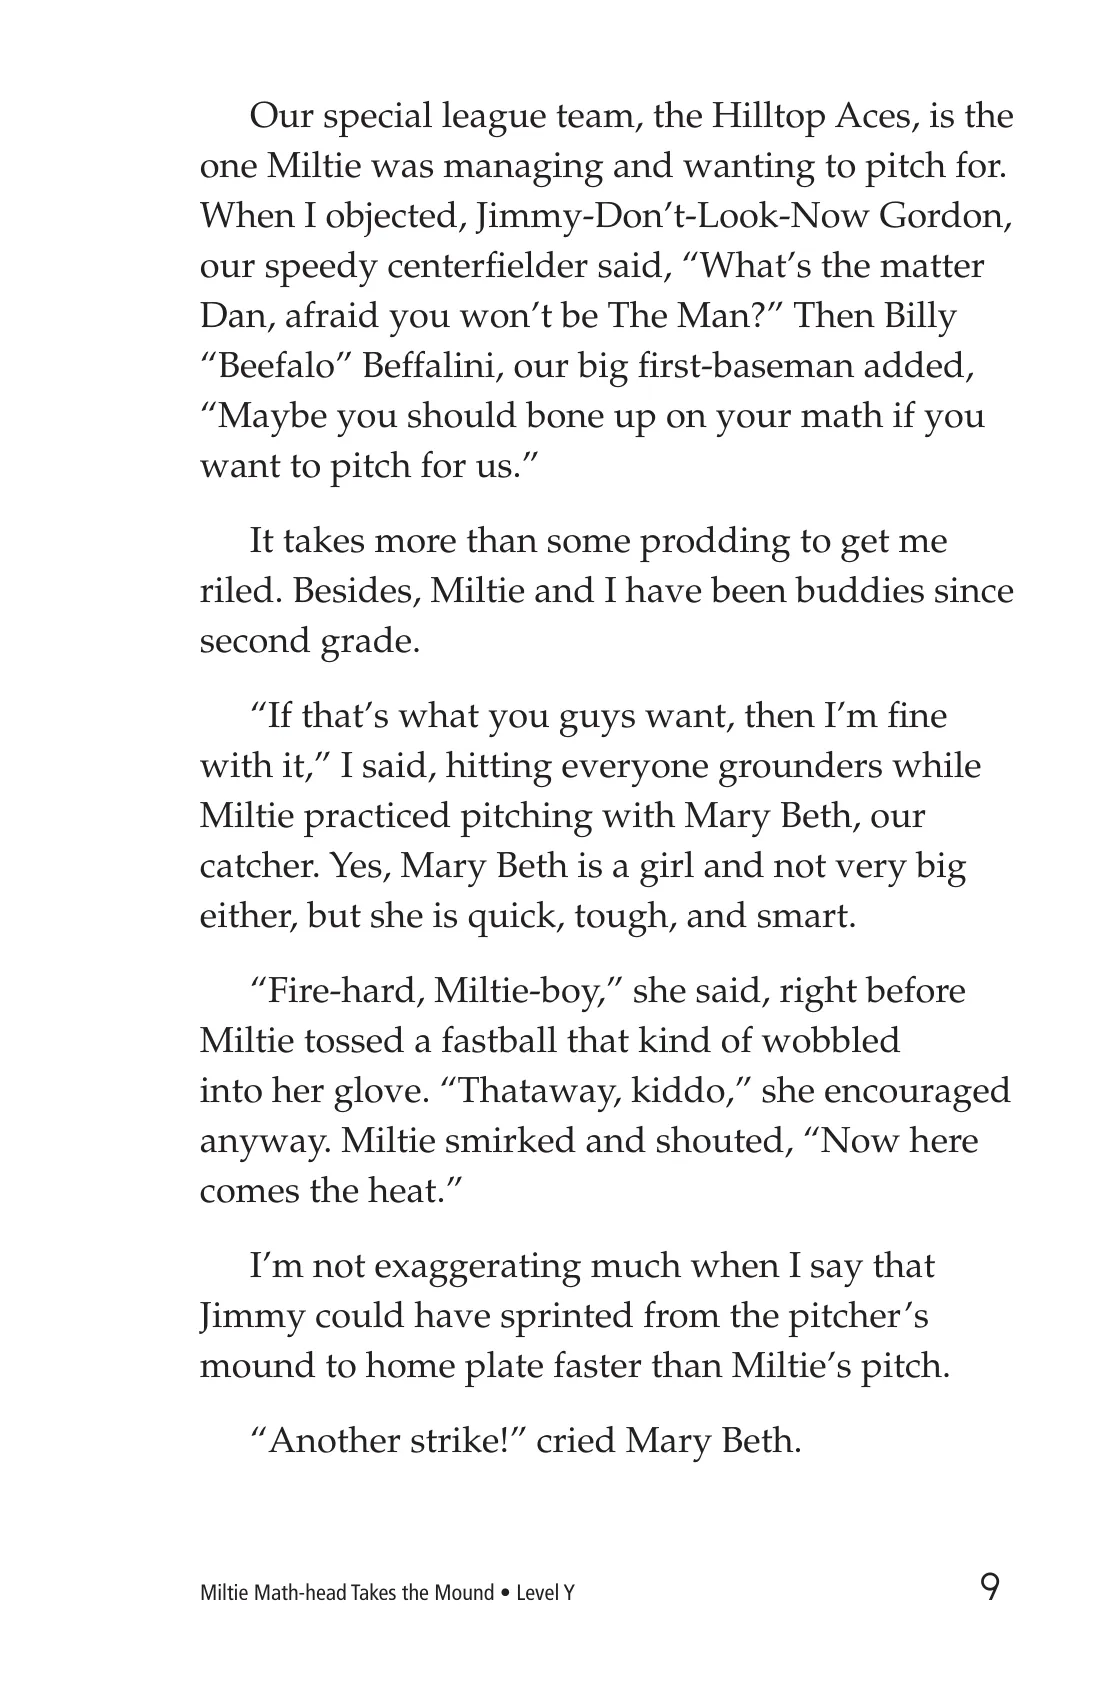 Our special league team, the Hilltop Aces, is the
one Miltie was managing and wanting to pitch for.
When I objected, Jimmy-Don’t-Look-Now Gordon,
our speedy centerfielder said, “What’s the matter
Dan, afraid you won’t be The Man?” Then Billy
“Beefalo” Beffalini, our big first-baseman added,
“Maybe you should bone up on your math if you
want to pitch for us.”
It takes more than some prodding to get me
riled. Besides, Miltie and I have been buddies since
second grade.
“If that’s what you guys want, then I’m fine
with it,” I said, hitting everyone grounders while
Miltie practiced pitching with Mary Beth, our
catcher. Yes, Mary Beth is a girl and not very big
either, but she is quick, tough, and smart.
“Fire-hard, Miltie-boy,” she said, right before
Miltie tossed a fastball that kind of wobbled
into her glove. “Thataway, kiddo,” she encouraged
anyway. Miltie smirked and shouted, “Now here
comes the heat.”
I’m not exaggerating much when I say that
Jimmy could have sprinted from the pitcher’s
mound to home plate faster than Miltie’s pitch.
“Another strike!” cried Mary Beth.
Miltie Math-head Takes the Mound • Level Y
9